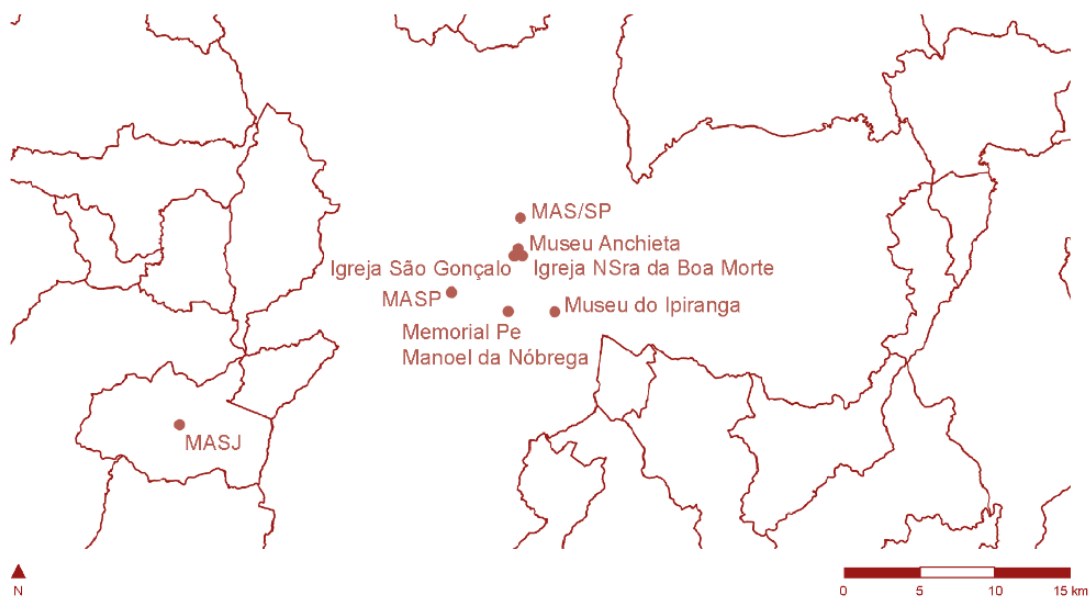 MAS/SP
Museu Anchieta
Igreja São Gonçalo
Igreja NSra da Boa Morte
MASP
Museu do Ipiranga
Memorial Pe
Manoel da Nóbrega
MASJ
N
0 5 10 15 km